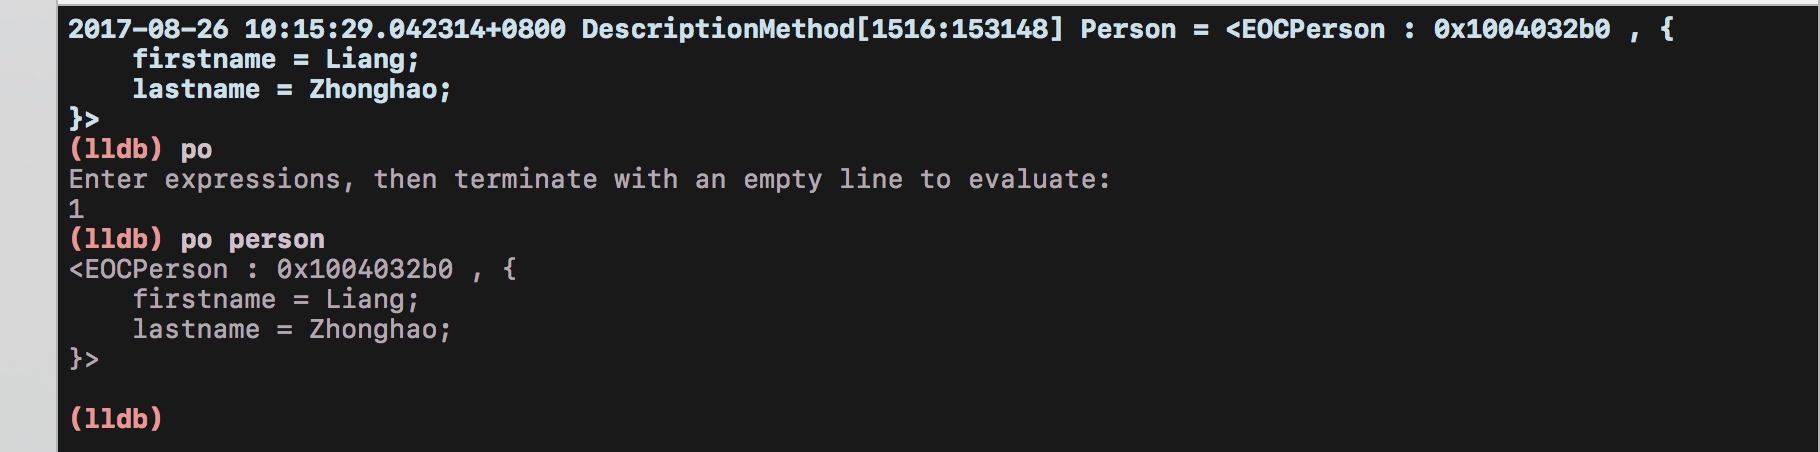 2017-08-26 10:15:29.042314+0800 DescriptionMethod[1516:153148] Person = <EOCPerson : 0x1004032b0 , {
    firstname = Liang;
    lastname = Zhonghao;
}>
(lldb) po
Enter expressions, then terminate with an empty line to evaluate:
1
(lldb) po person
<EOCPerson : 0x1004032b0 , {
    firstname = Liang;
    lastname = Zhonghao;
}>
(lldb)